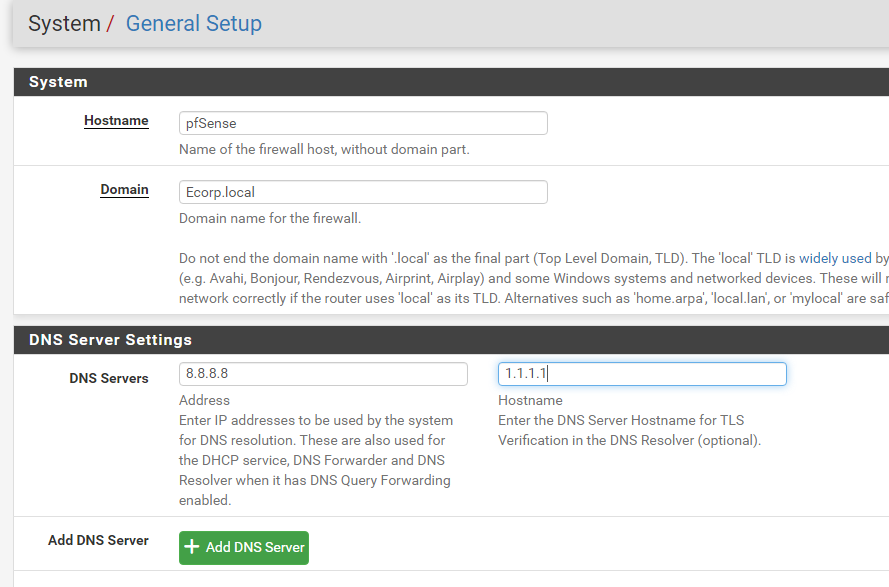 System / General Setup
System
Hostname
pfSense
Name of the firewall host, without domain part.
Domain
Ecorp.local
Domain name for the firewall.
Do not end the domain name with '.local' as the final part (Top Level Domain, TLD). The 'local' TLD is widely used by
(e.g. Avahi, Bonjour, Rendezvous, Airprint, Airplay) and some Windows systems and networked devices. These will
network correctly if the router uses 'local' as its TLD. Alternatives such as 'home.arpa', 'local.lan', or 'mylocal' are
DNS Server Settings
DNS Servers
8.8.8.8
1.1.1.1
Address
Enter IP addresses to be used by the system
for DNS resolution. These are also used for
the DHCP service, DNS Forwarder and DNS
Resolver when it has DNS Query Forwarding
enabled.
Hostname
Enter the DNS Server Hostname for TLS
Verification in the DNS Resolver (optional).
Add DNS Server
+ Add DNS Server